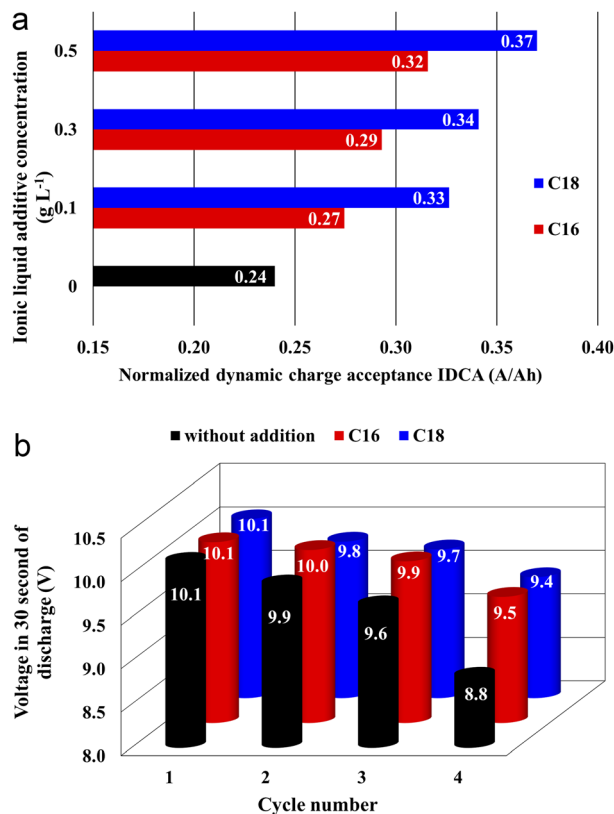 a
Ionic liquid additive concentration
(g L⁻¹)
0.5
0.37
0.32
0.3
0.34
0.29
C18
0.1
0.33
C16
0.27
0
0.24
0.15 0.20 0.25 0.30 0.35 0.40
Normalized dynamic charge acceptance IDCA (A/Ah)
without addition C16 C18
b
Voltage in 30 second of
discharge (V)
10.5
10.0
9.5
9.0
8.5
8.0
10.1 9.8 9.7 9.4
10.1 10.0 9.9 9.5
10.1 9.9 9.6 8.8
1 2 3 4
Cycle number